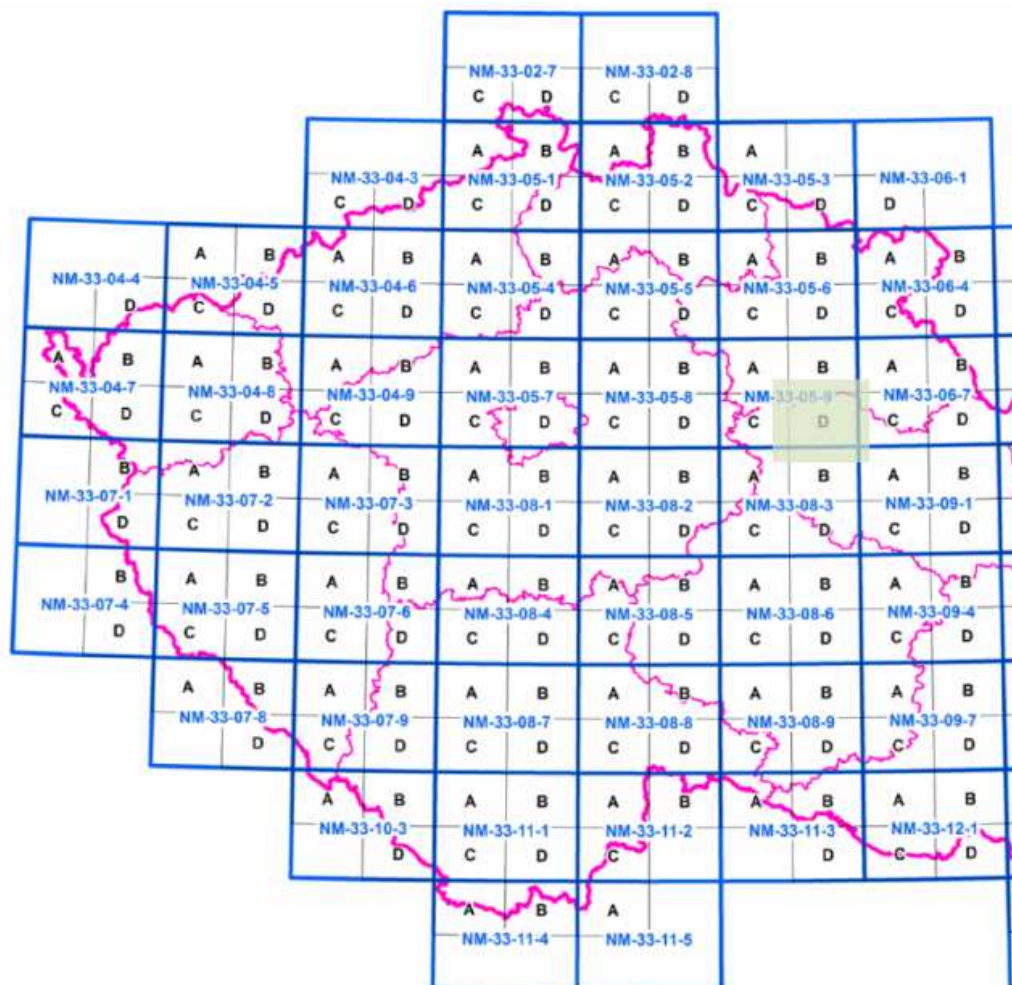 NM-33-02-7 NM-33-02-8
C D C D
A B A B A
NM-33-04-3 NM-33-05-1 NM-33-05-2 NM-33-05-3 NM-33-06-1
C D C D C D C D D
A B A B A B A B A B A B
NM-33-04-4 NM-33-04-5 NM-33-04-6 NM-33-05-4 NM-33-05-5 NM-33-05-6 NM-33-06-4
D C D C D C D C D C D C D
A B A B A B A B A B A B A B
NM-33-04-7 NM-33-04-8 NM-33-04-9 NM-33-05-7 NM-33-05-8 NM-33-05-9 NM-33-06-7
C D C D C D C D C D C D C D
B A B A B A B A B A B A B
NM-33-07-1 NM-33-07-2 NM-33-07-3 NM-33-08-1 NM-33-08-2 NM-33-08-3 NM-33-09-1
D C D C D C D C D C D C D
B A B A B A B A B A B A B
NM-33-07-4 NM-33-07-5 NM-33-07-6 NM-33-08-4 NM-33-08-5 NM-33-08-6 NM-33-09-4
D C D C D C D C D C D C D
A B A B A B A B A B A B
NM-33-07-8 NM-33-07-9 NM-33-08-7 NM-33-08-8 NM-33-08-9 NM-33-09-7
D C D C D C D C D C D
A B A B A B A B A B
NM-33-10-3 NM-33-11-1 NM-33-11-2 NM-33-11-3 NM-33-12-1
D C D C D C D
A B A
NM-33-11-4 NM-33-11-5